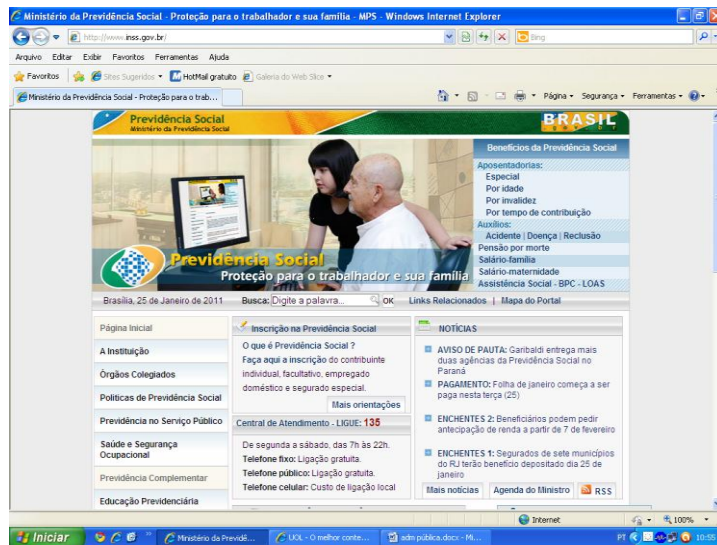 Ministério da Previdência Social - Proteção para o trabalhador e sua família - MPS - Windows Internet Explorer
http://www.inss.gov.br/
Bing
Arquivo Editar Exibir Favoritos Ferramentas Ajuda
Favoritos Sites Sugeridos HotMail gratuito Galeria do Web Slice
Ministério da Previdência Social - Proteção para o trab...
Página Segurança Ferramentas
Previdência Social
Ministério da Previdência Social
BRASIL
Benefícios da Previdência Social
Aposentadorias:
Especial
Por idade
Por invalidez
Por tempo de contribuição
Auxílios:
Acidente | Doença | Reclusão
Pensão por morte
Salário-família
Salário-maternidade
Assistência Social - BPC - LOAS
Previdência Social
Proteção para o trabalhador e sua família
Brasília, 25 de Janeiro de 2011 Busca: Digite a palavra... OK Links Relacionados | Mapa do Portal
Página Inicial
A Instituição
Órgãos Colegiados
Políticas de Previdência Social
Previdência no Serviço Público
Saúde e Segurança
Ocupacional
Previdência Complementar
Educação Previdenciária
Inscrição na Previdência Social
O que é Previdência Social ?
Faça aqui a inscrição do contribuinte
individual, facultativo, empregado
doméstico e segurado especial.
Mais orientações
Central de Atendimento - LIGUE: 135
De segunda a sábado, das 7h às 22h.
Telefone fixo: Ligação gratuita.
Telefone público: Ligação gratuita.
Telefone celular: Custo de ligação local
NOTÍCIAS
AVISO DE PAUTA: Garibaldi entrega mais
duas agências da Previdência Social no
Paraná
PAGAMENTO: Folha de janeiro começa a ser
paga nesta terça (25)
ENCHENTES 2: Beneficiários podem pedir
antecipação de renda a partir de 7 de fevereiro
ENCHENTES 1: Segurados de sete municípios
do RJ terão benefício depositado dia 25 de
janeiro
Mais notícias Agenda do Ministro RSS
Internet 100%
Iniciar Ministério da Previdê... UOL - O melhor conte... adm pública.docx - Mi... PT 10:55